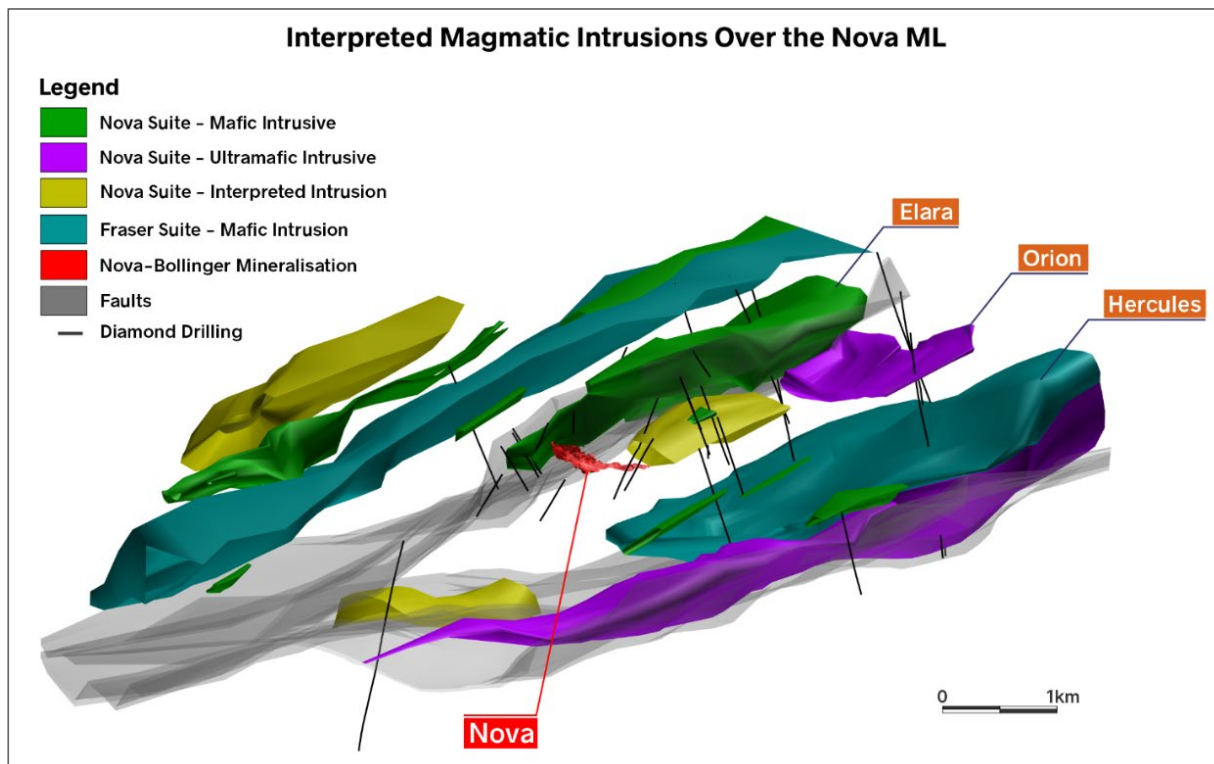 Interpreted Magmatic Intrusions Over the Nova ML
Legend
Nova Suite - Mafic Intrusive
Nova Suite - Ultramafic Intrusive
Nova Suite - Interpreted Intrusion
Fraser Suite - Mafic Intrusion
Nova-Bollinger Mineralisation
Faults
Diamond Drilling
Elara
Orion
Hercules
Nova
0 1km